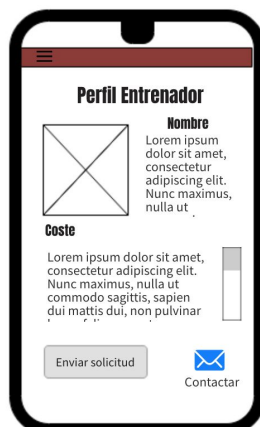 Perfil Entrenador
Nombre
Lorem ipsum
dolor sit amet,
consectetur
adipiscing elit.
Nunc maximus,
nulla ut
Coste
Lorem ipsum dolor sit amet,
consectetur adipiscing elit.
Nunc maximus, nulla ut
commodo sagittis, sapien
dui mattis dui, non pulvinar
Enviar solicitud
Contactar